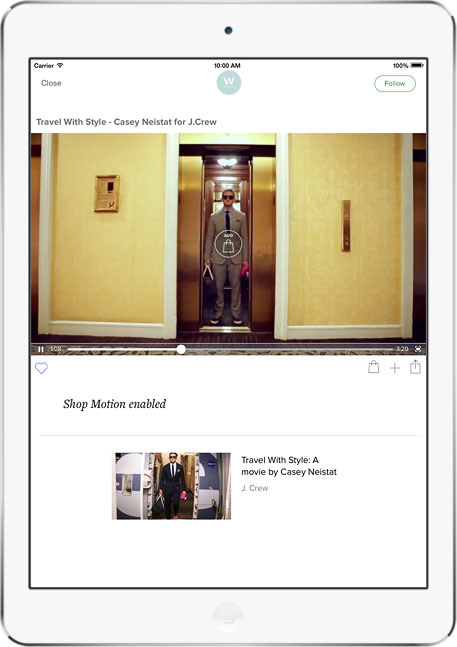 Carrier
10:00 AM
100%
Close
W
Follow
Travel With Style - Casey Neistat for J.Crew
ADD
1:08
3:20
Shop Motion enabled
Travel With Style: A
movie by Casey Neistat
J. Crew